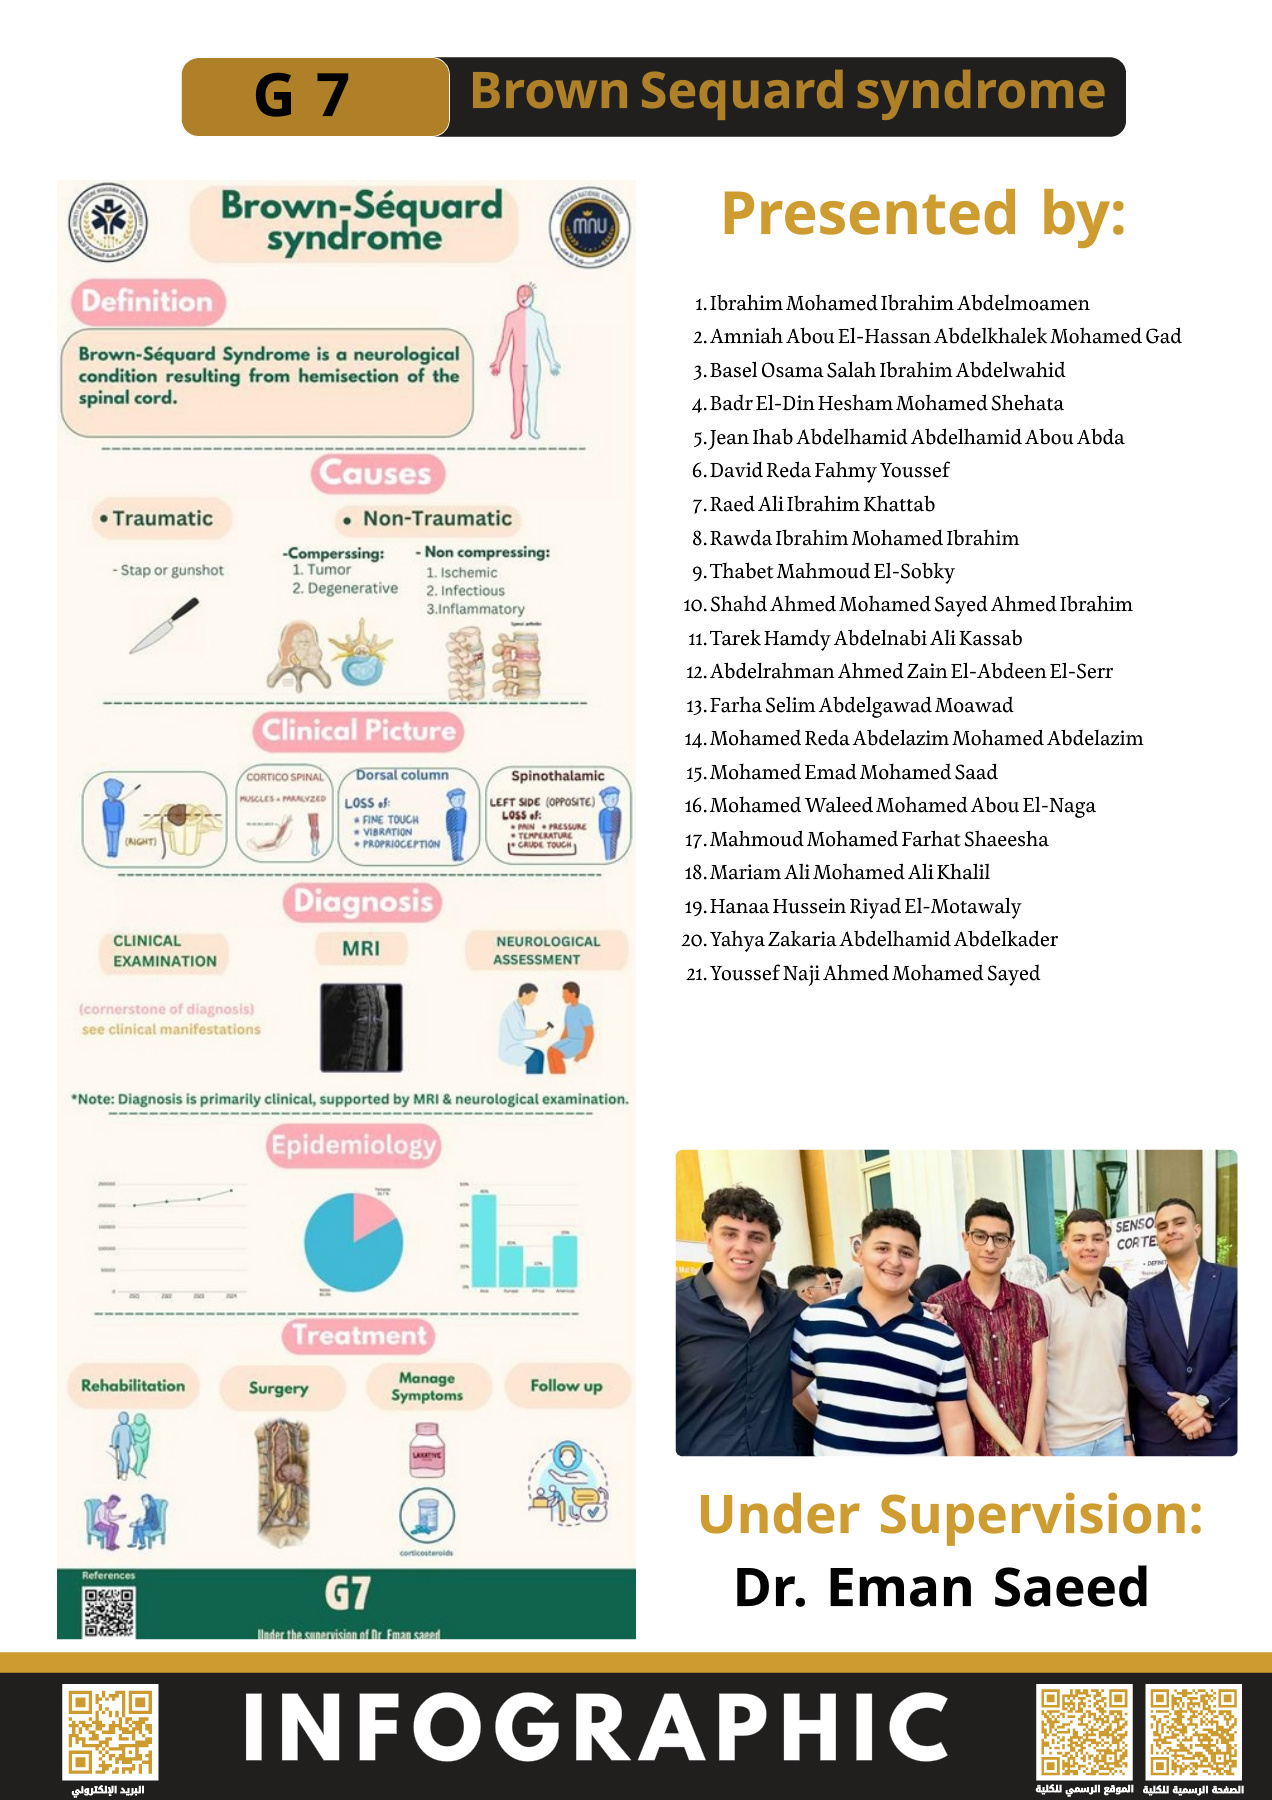 G 7
Brown Sequard syndrome
Brown-Séquard
syndrome
mnu
Definition
Brown-Séquard Syndrome is a neurological
condition resulting from hemisection of the
spinal cord.
Causes
• Traumatic
• Non-Traumatic
- Stap or gunshot
-Comperssing:
1. Tumor
2. Degenerative
- Non compressing:
1. Ischemic
2. Infectious
3.Inflammatory
Clinical Picture
(RIGHT)
CORTICO SPINAL
MUSCLES = PARALYZED
Dorsal column
LOSS of:
* FINE TOUCH
* VIBRATION
* PROPRIOCEPTION
Spinothalamic
LEFT SIDE (OPPOSITE)
LOSS of:
* PAIN * PRESSURE
* TEMPERATURE
* CRUDE TOUCH
Diagnosis
CLINICAL
EXAMINATION
MRI
NEUROLOGICAL
ASSESSMENT
(cornerstone of diagnosis)
see clinical manifestations
*Note: Diagnosis is primarily clinical, supported by MRI & neurological examination.
Epidemiology
Treatment
Rehabilitation
Surgery
Manage
Symptoms
Follow up
LAXATIVE
corticosteroids
References
G7
Under the supervision of Dr. Eman saeed
Presented by:
1. Ibrahim Mohamed Ibrahim Abdelmoamen
2. Amniah Abou El-Hassan Abdelkhalek Mohamed Gad
3. Basel Osama Salah Ibrahim Abdelwahid
4. Badr El-Din Hesham Mohamed Shehata
5. Jean Ihab Abdelhamid Abdelhamid Abou Abda
6. David Reda Fahmy Youssef
7. Raed Ali Ibrahim Khattab
8. Rawda Ibrahim Mohamed Ibrahim
9. Thabet Mahmoud El-Sobky
10. Shahd Ahmed Mohamed Sayed Ahmed Ibrahim
11. Tarek Hamdy Abdelnabi Ali Kassab
12. Abdelrahman Ahmed Zain El-Abdeen El-Serr
13. Farha Selim Abdelgawad Moawad
14. Mohamed Reda Abdelazim Mohamed Abdelazim
15. Mohamed Emad Mohamed Saad
16. Mohamed Waleed Mohamed Abou El-Naga
17. Mahmoud Mohamed Farhat Shaeesha
18. Mariam Ali Mohamed Ali Khalil
19. Hanaa Hussein Riyad El-Motawaly
20. Yahya Zakaria Abdelhamid Abdelkader
21. Youssef Naji Ahmed Mohamed Sayed
SENSO
CORTE
Under Supervision:
Dr. Eman Saeed
INFOGRAPHIC
البريد الإلكتروني
الموقع الرسمي للكلية
الصفحة الرسمية للكلية